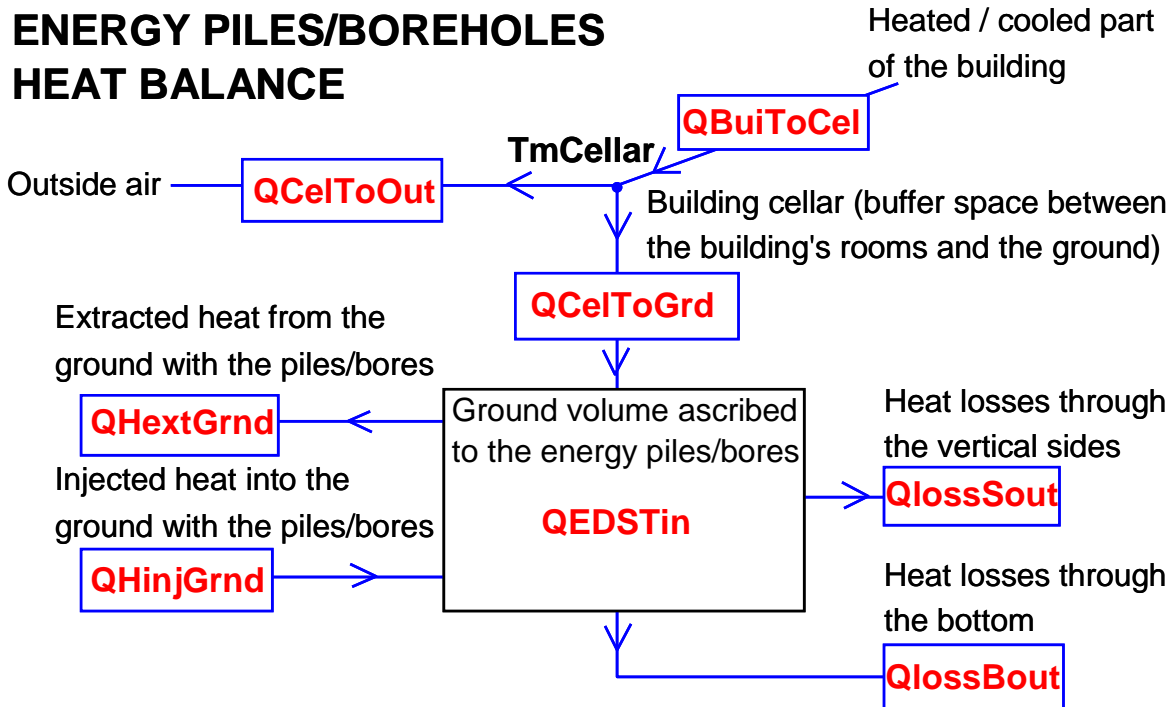 ENERGY PILES/BOREHOLES
HEAT BALANCE
Heated / cooled part
of the building
QBuiToCel
TmCellar
Outside air
QCelToOut
Building cellar (buffer space between
the building's rooms and the ground)
QCelToGrd
Extracted heat from the
ground with the piles/bores
QHextGrnd
Injected heat into the
ground with the piles/bores
QHinjGrnd
Ground volume ascribed
to the energy piles/bores
QEDSTin
Heat losses through
the vertical sides
QlossSout
Heat losses through
the bottom
QlossBout